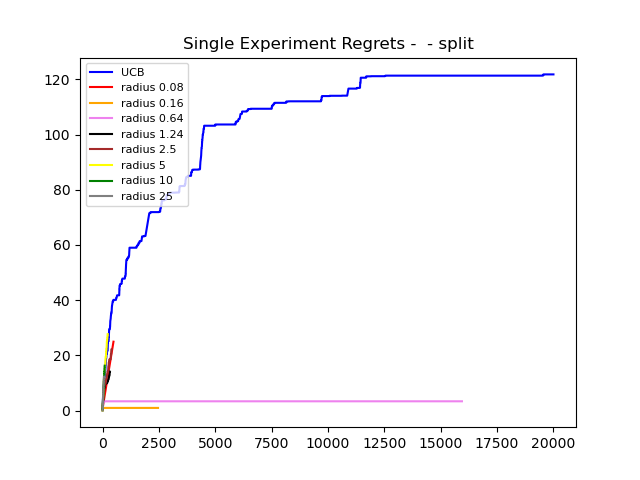 Single Experiment Regrets -  - split
UCB
radius 0.08
radius 0.16
radius 0.64
radius 1.24
radius 2.5
radius 5
radius 10
radius 25
120
100
80
60
40
20
0
0 2500 5000 7500 10000 12500 15000 17500 20000